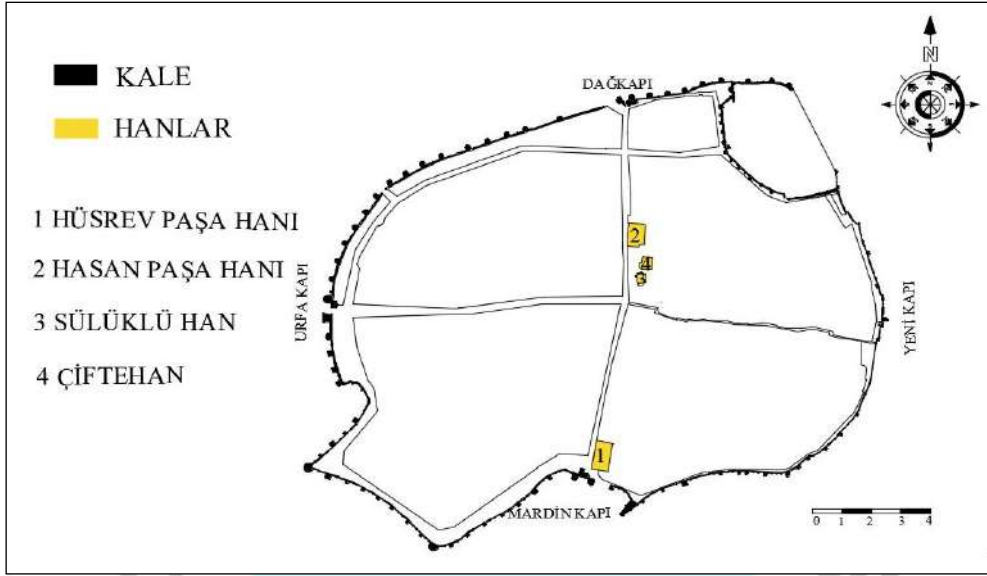 KALE
HANLAR
1 HÜSREV PAŞA HANI
2 HASAN PAŞA HANI
3 SÜLÜKLÜ HAN
4 ÇİFTEHAN
DAĞKAPI
N
URFA KAPI
YENİ KAPI
MARDİN KAPI
2
4
3
1
0 1 2 3 4